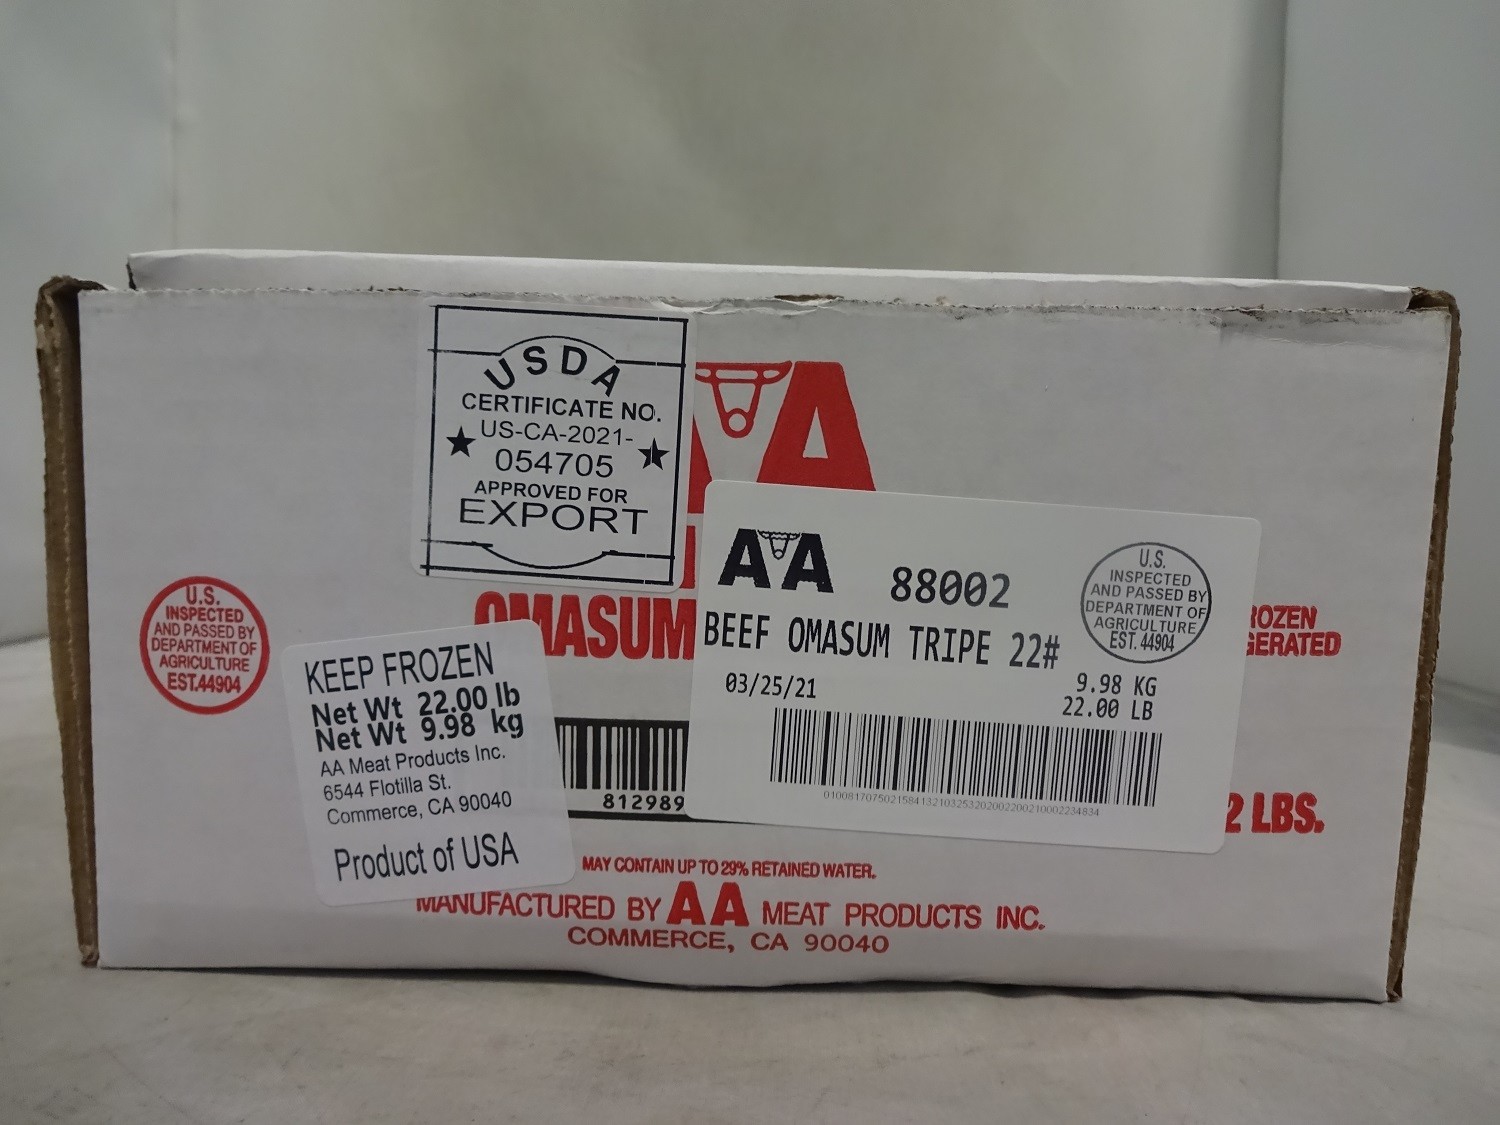 USDA
CERTIFICATE NO.
US-CA-2021-
054705
APPROVED FOR
EXPORT
A
OMASUM
U.S.
INSPECTED
AND PASSED BY
DEPARTMENT OF
AGRICULTURE
EST.44904
KEEP FROZEN
Net Wt 22.00 lb
Net Wt 9.98 kg
AA Meat Products Inc.
6544 Flotilla St.
Commerce, CA 90040
Product of USA
812989
AA 88002
BEEF OMASUM TRIPE 22#
03/25/21
9.98 KG
22.00 LB
U.S.
INSPECTED
AND PASSED BY
DEPARTMENT OF
AGRICULTURE
EST. 44904
2 LBS.
MAY CONTAIN UP TO 29% RETAINED WATER.
MANUFACTURED BY AA MEAT PRODUCTS INC.
COMMERCE, CA 90040